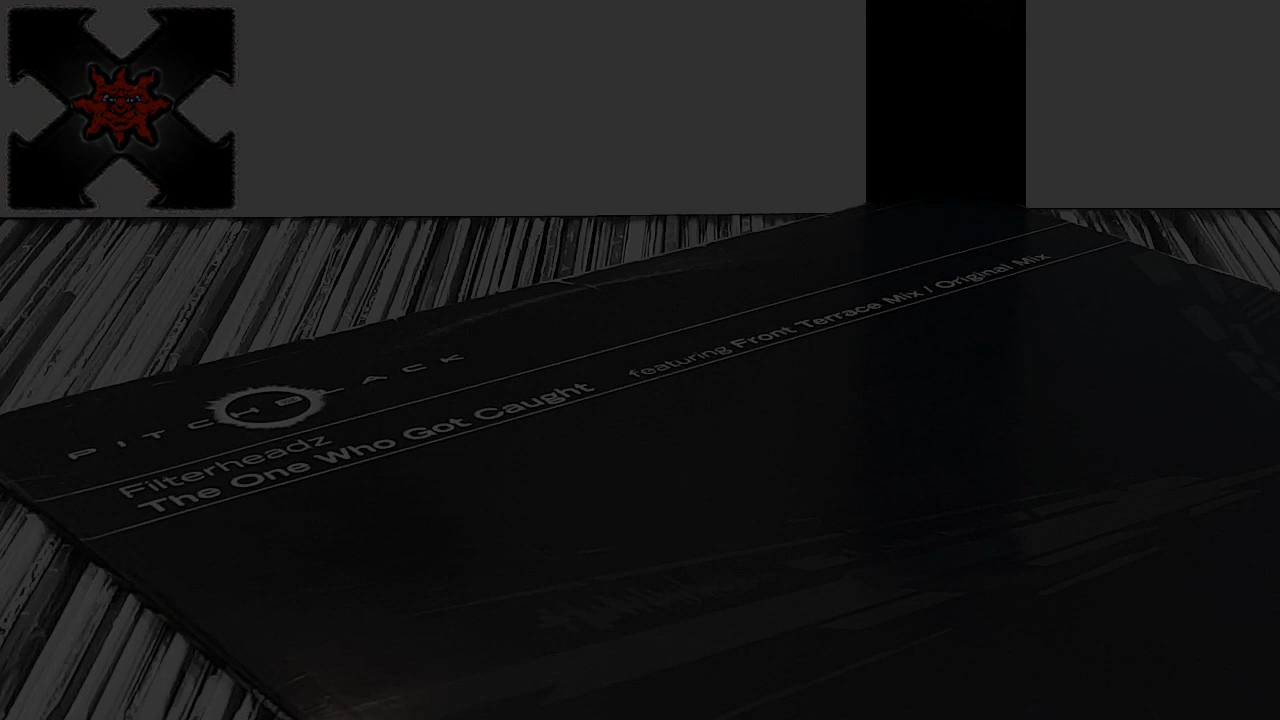 PITCH BLACK
Filterheadz
The One Who Got Caught featuring Front Terrace Mix / Original Mix